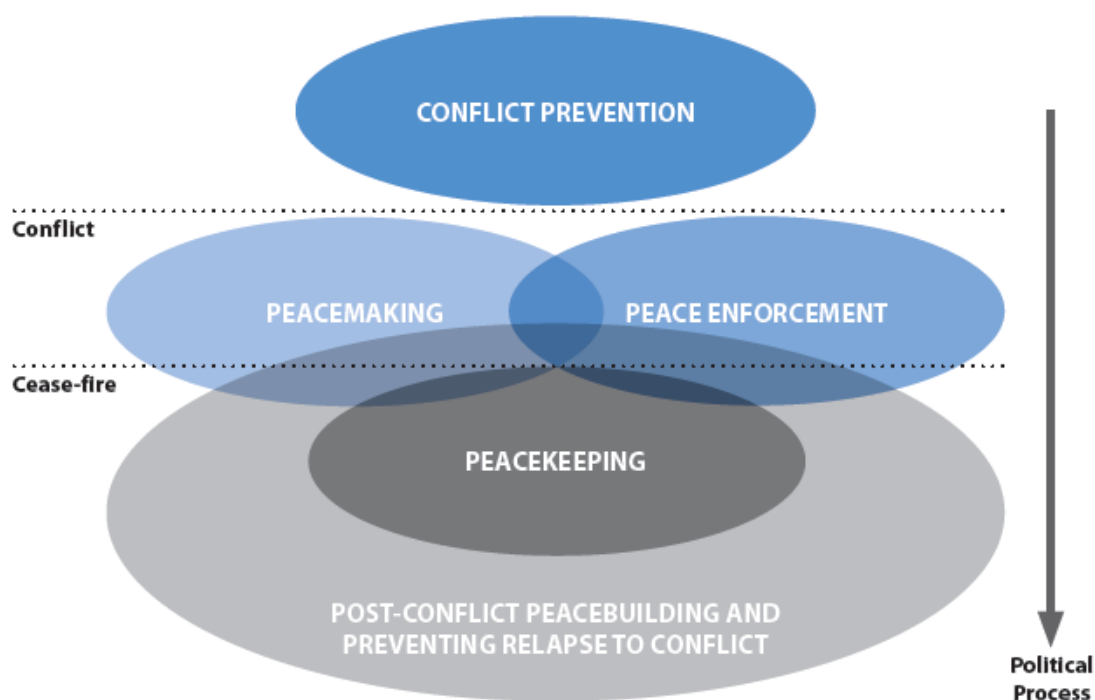 CONFLICT PREVENTION
Conflict
PEACEMAKING
PEACE ENFORCEMENT
Cease-fire
PEACEKEEPING
POST-CONFLICT PEACEBUILDING AND
PREVENTING RELAPSE TO CONFLICT
Political
Process